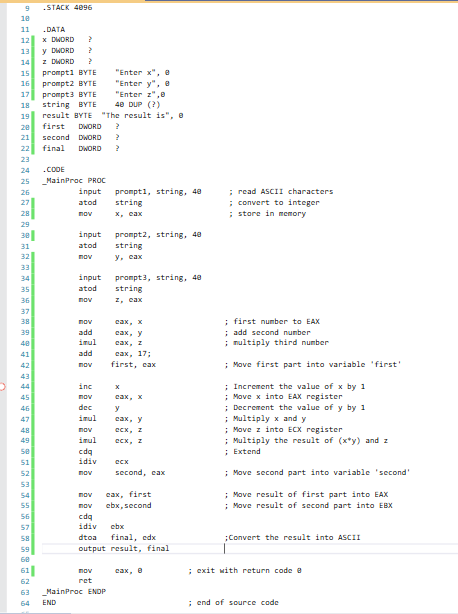 9 .STACK 4096
10
11 .DATA
12 x DWORD ?
13 y DWORD ?
14 z DWORD ?
15 prompt1 BYTE "Enter x", 0
16 prompt2 BYTE "Enter y", 0
17 prompt3 BYTE "Enter z",0
18 string BYTE 40 DUP (?)
19 result BYTE "The result is", 0
20 first DWORD ?
21 second DWORD ?
22 final DWORD ?
23
24 .CODE
25 _MainProc PROC
26 input prompt1, string, 40 ; read ASCII characters
27 atod string ; convert to integer
28 mov x, eax ; store in memory
29
30 input prompt2, string, 40
31 atod string
32 mov y, eax
33
34 input prompt3, string, 40
35 atod string
36 mov z, eax
37
38 mov eax, x ; first number to EAX
39 add eax, y ; add second number
40 imul eax, z ; multiply third number
41 add eax, 17;
42 mov first, eax ; Move first part into variable 'first'
43
44 inc x ; Increment the value of x by 1
45 mov eax, x ; Move x into EAX register
46 dec y ; Decrement the value of y by 1
47 imul eax, y ; Multiply x and y
48 mov ecx, z ; Move z into ECX register
49 imul ecx, z ; Multiply the result of (x*y) and z
50 cdq ; Extend
51 idiv ecx
52 mov second, eax ; Move second part into variable 'second'
53
54 mov eax, first ; Move result of first part into EAX
55 mov ebx,second ; Move result of second part into EBX
56 cdq
57 idiv ebx
58 dtoa final, edx ;Convert the result into ASCII
59 output result, final
60
61 mov eax, 0 ; exit with return code 0
62 ret
63 _MainProc ENDP
64 END ; end of source code